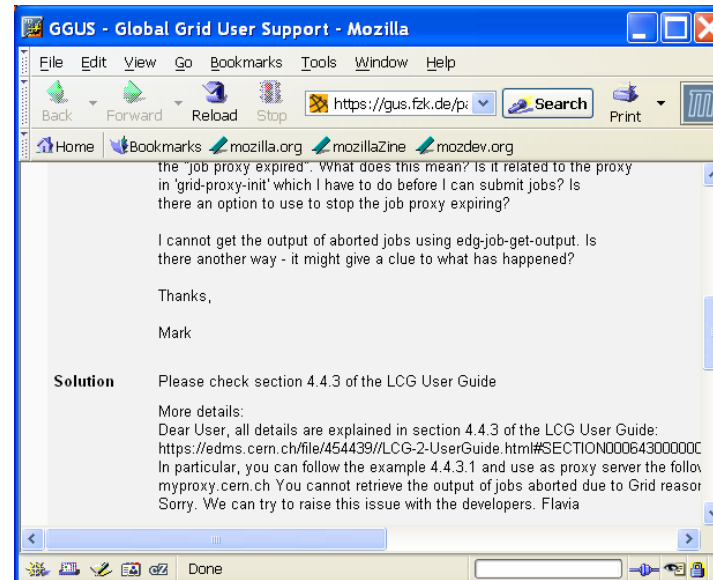 GGUS - Global Grid User Support - Mozilla
File Edit View Go Bookmarks Tools Window Help
Back Forward Reload Stop https://gus.fzk.de/pa Search Print
Home Bookmarks mozilla.org mozillaZine mozdev.org
the "job proxy expired". What does this mean? Is it related to the proxy
in 'grid-proxy-init' which I have to do before I can submit jobs? Is
there an option to use to stop the job proxy expiring?
I cannot get the output of aborted jobs using edg-job-get-output. Is
there another way - it might give a clue to what has happened?
Thanks,
Mark
Solution Please check section 4.4.3 of the LCG User Guide
More details:
Dear User, all details are explained in section 4.4.3 of the LCG User Guide:
https://edms.cern.ch/file/454439//LCG-2-UserGuide.html#SECTION000643000000
In particular, you can follow the example 4.4.3.1 and use as proxy server the follov
myproxy.cern.ch You cannot retrieve the output of jobs aborted due to Grid reasor
Sorry. We can try to raise this issue with the developers. Flavia
Done